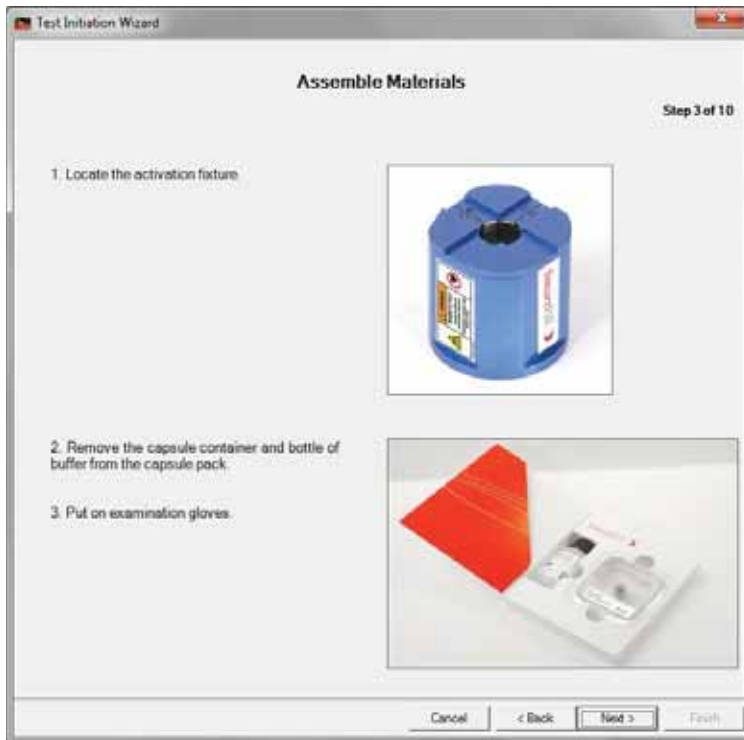 Test Initiation Wizard
Assemble Materials
Step 3 of 10
1. Locate the activation fixture.
2. Remove the capsule container and bottle of
buffer from the capsule pack.
3. Put on examination gloves.
Cancel
< Back
Next >
Finish